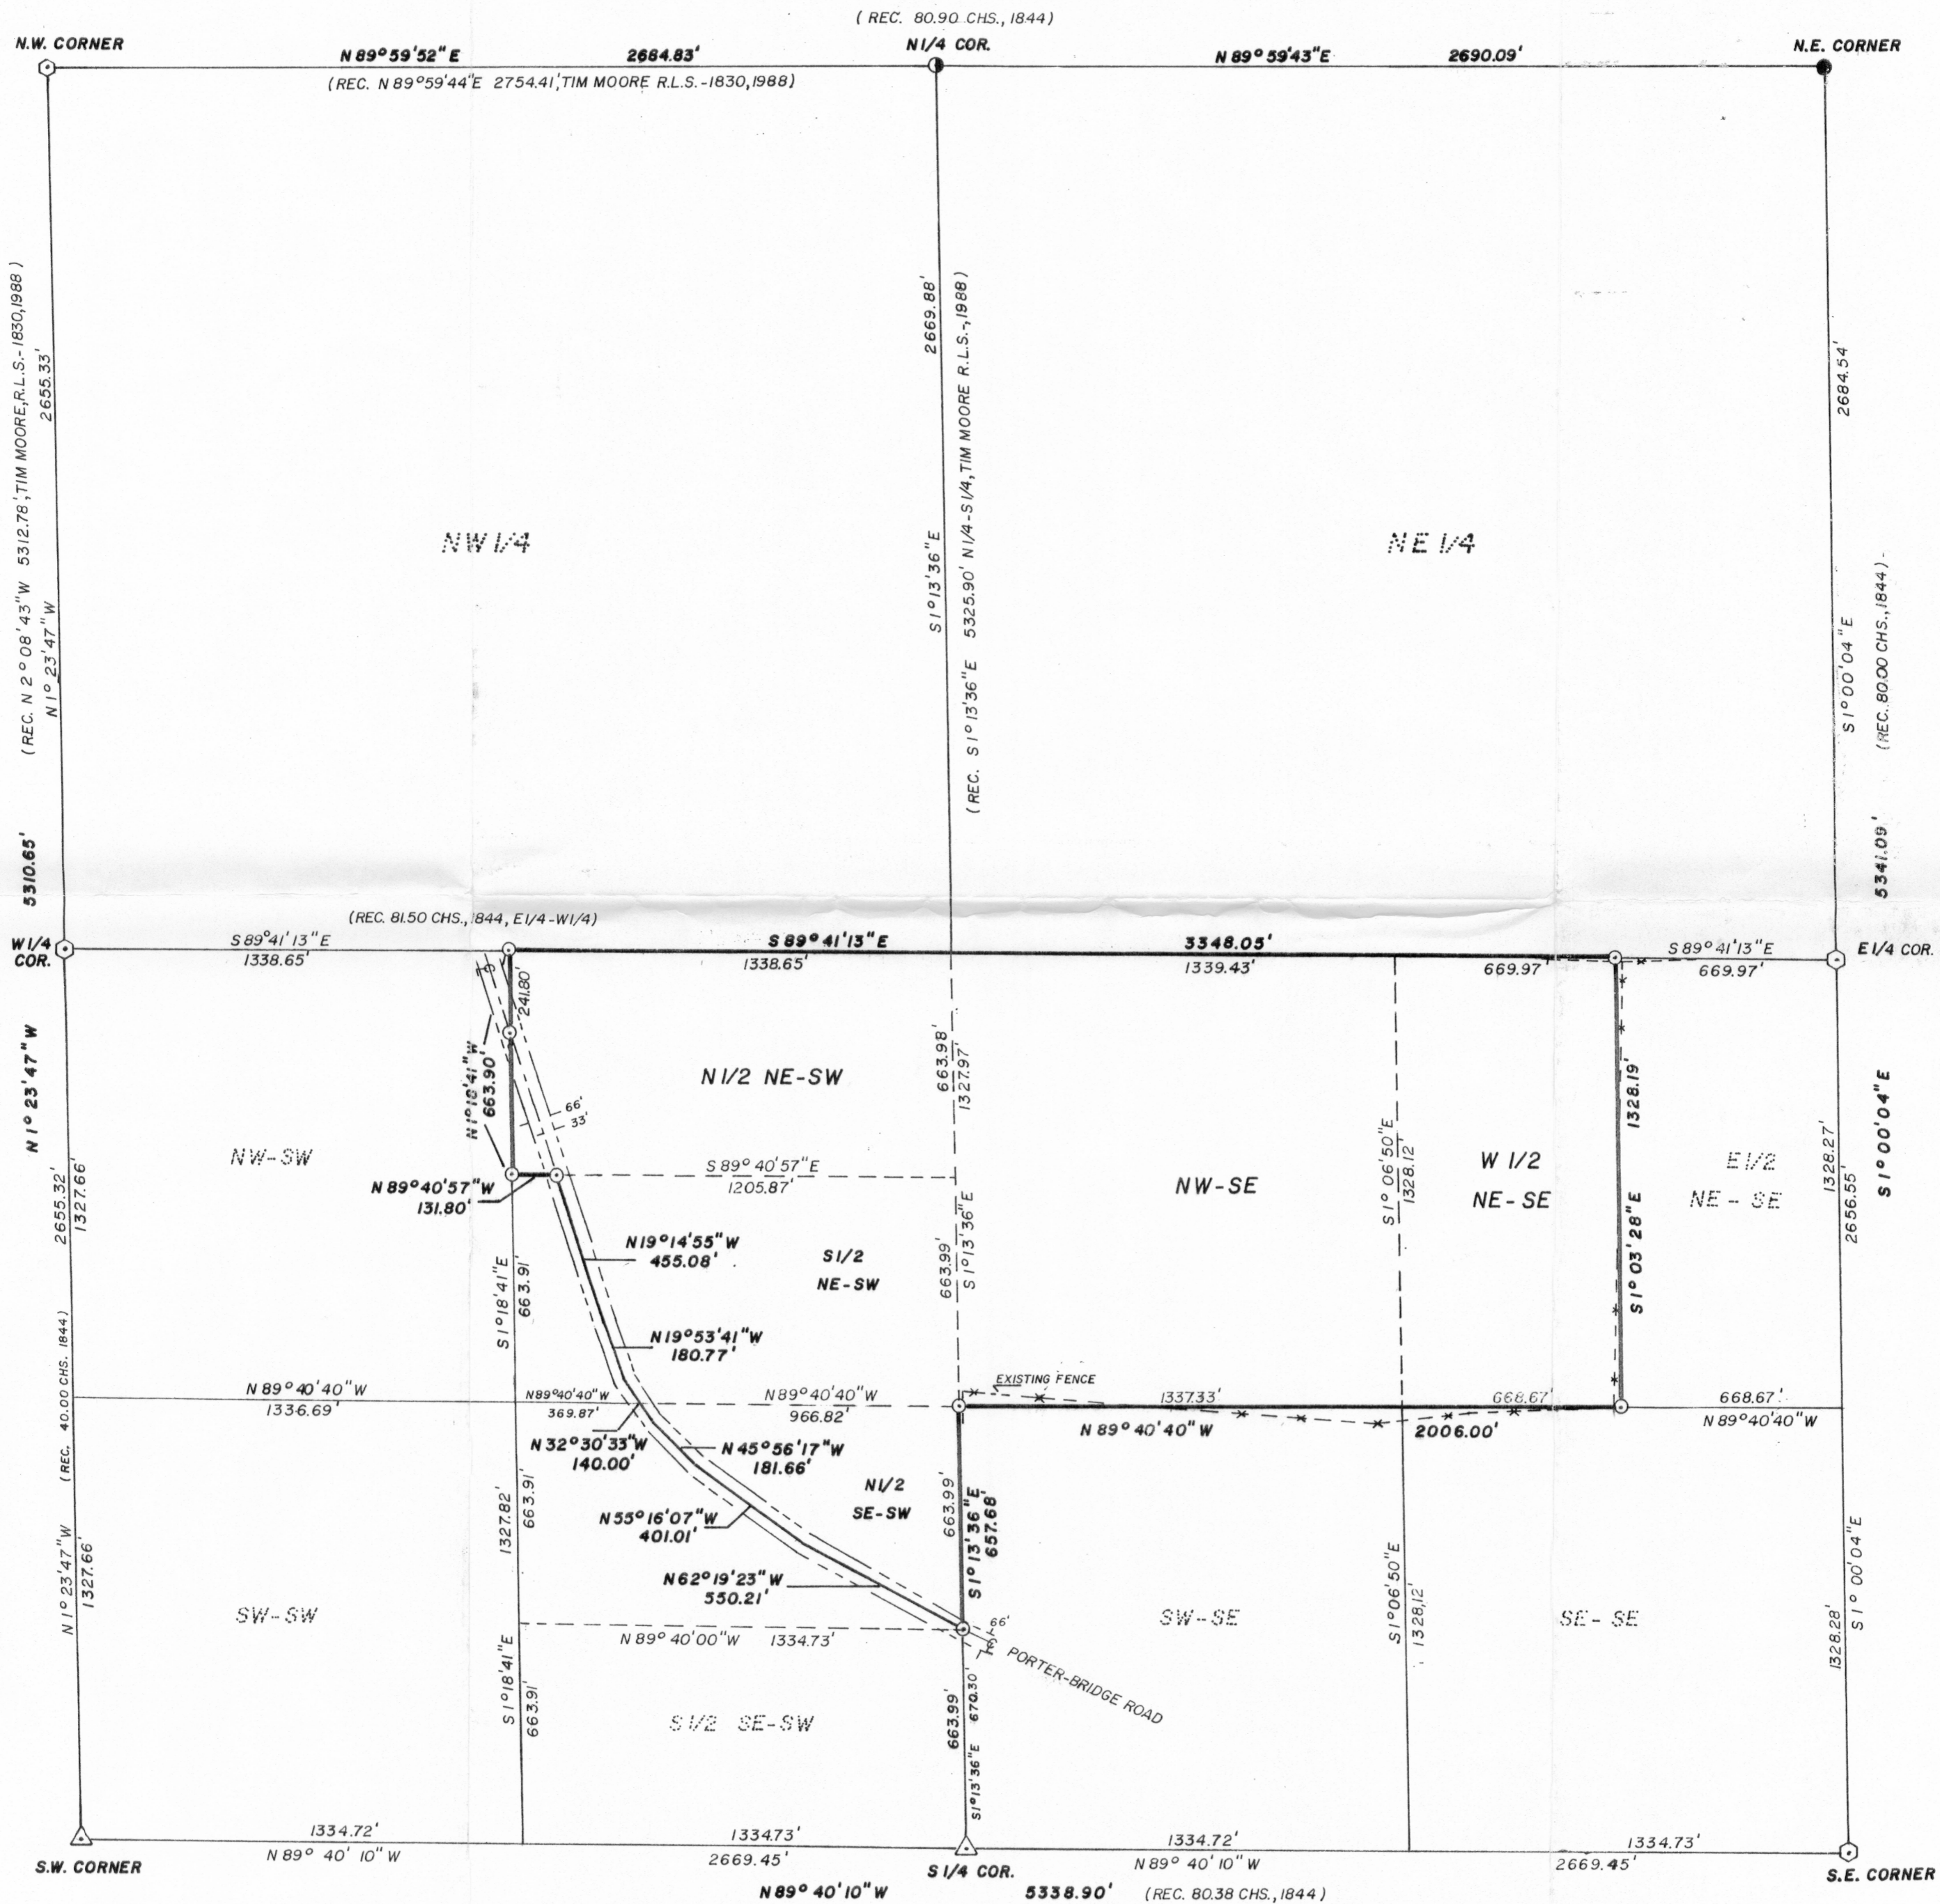 ( REC. 80.90 CHS., 1844)
N.W. CORNER
N 89° 59' 52" E 2684.83'
N 1/4 COR.
N 89° 59' 43" E 2690.09'
N.E. CORNER
(REC. N 89° 59' 44" E 2754.41', TIM MOORE R.L.S.-1830, 1988)
(REC. N 2° 08' 43" W 5312.78', TIM MOORE, R.L.S.-1830, 1988 )
N 1° 23' 47" W 2655.33'
2669.88'
S 1° 13' 36" E
(REC. S 1° 13' 36" E 5325.90' N 1/4 - S 1/4, TIM MOORE R.L.S.-, 1988)
2684.54'
S 1° 00' 04" E
(REC. 80.00 CHS., 1844)
NW 1/4
NE 1/4
5310.65'
5341.09'
(REC. 81.50 CHS., 1844, E 1/4 - W 1/4)
W 1/4
COR.
S 89° 41' 13" E
1338.65'
S 89° 41' 13" E 3348.05'
1338.65'
1339.43'
669.97'
S 89° 41' 13" E
669.97'
E 1/4 COR.
241.80'
N 1° 18' 41" W
663.90'
N 1° 23' 47" W
66'
33'
N 1/2 NE-SW
663.98'
1327.97'
NW-SW
S 89° 40' 57" E
1205.87'
N 89° 40' 57" W
131.80'
NW-SE
S 1° 06' 50" E
1328.12'
W 1/2
NE-SE
1328.19'
S 1° 03' 28" E
E 1/2
NE - SE
1328.27'
2656.55'
S 1° 00' 04" E
2655.32'
1327.66'
N 19° 14' 55" W
455.08'
S 1/2
NE-SW
663.99'
S 1° 13' 36" E
S 1° 18' 41" E
663.91'
N 19° 53' 41" W
180.77'
(REC. 40.00 CHS. 1844)
N 89° 40' 40" W
1336.69'
N 89° 40' 40" W
369.87'
N 89° 40' 40" W
966.82'
EXISTING FENCE
1337.33'
668.67'
N 89° 40' 40" W 2006.00'
668.67'
N 89° 40' 40" W
N 32° 30' 33" W
140.00'
N 45° 56' 17" W
181.66'
N 1/2
SE-SW
N 55° 16' 07" W
401.01'
1327.82'
663.91'
663.99'
S 1° 13' 36" E
657.68'
N 62° 19' 23" W
550.21'
N 1° 23' 47" W
1327.66'
SW-SW
SW-SE
S 1° 06' 50" E
1328.12'
SE - SE
1328.28'
S 1° 00' 04" E
N 89° 40' 00" W 1334.73'
66'
PORTER-BRIDGE ROAD
S 1° 18' 41" E
663.91'
S 1/2 SE-SW
663.99'
S 1° 13' 36" E 670.30'
1334.72'
N 89° 40' 10" W
1334.73'
2669.45'
1334.72'
N 89° 40' 10" W
1334.73'
2669.45'
S.W. CORNER
S 1/4 COR.
S.E. CORNER
N 89° 40' 10" W 5338.90' (REC. 80.38 CHS., 1844)